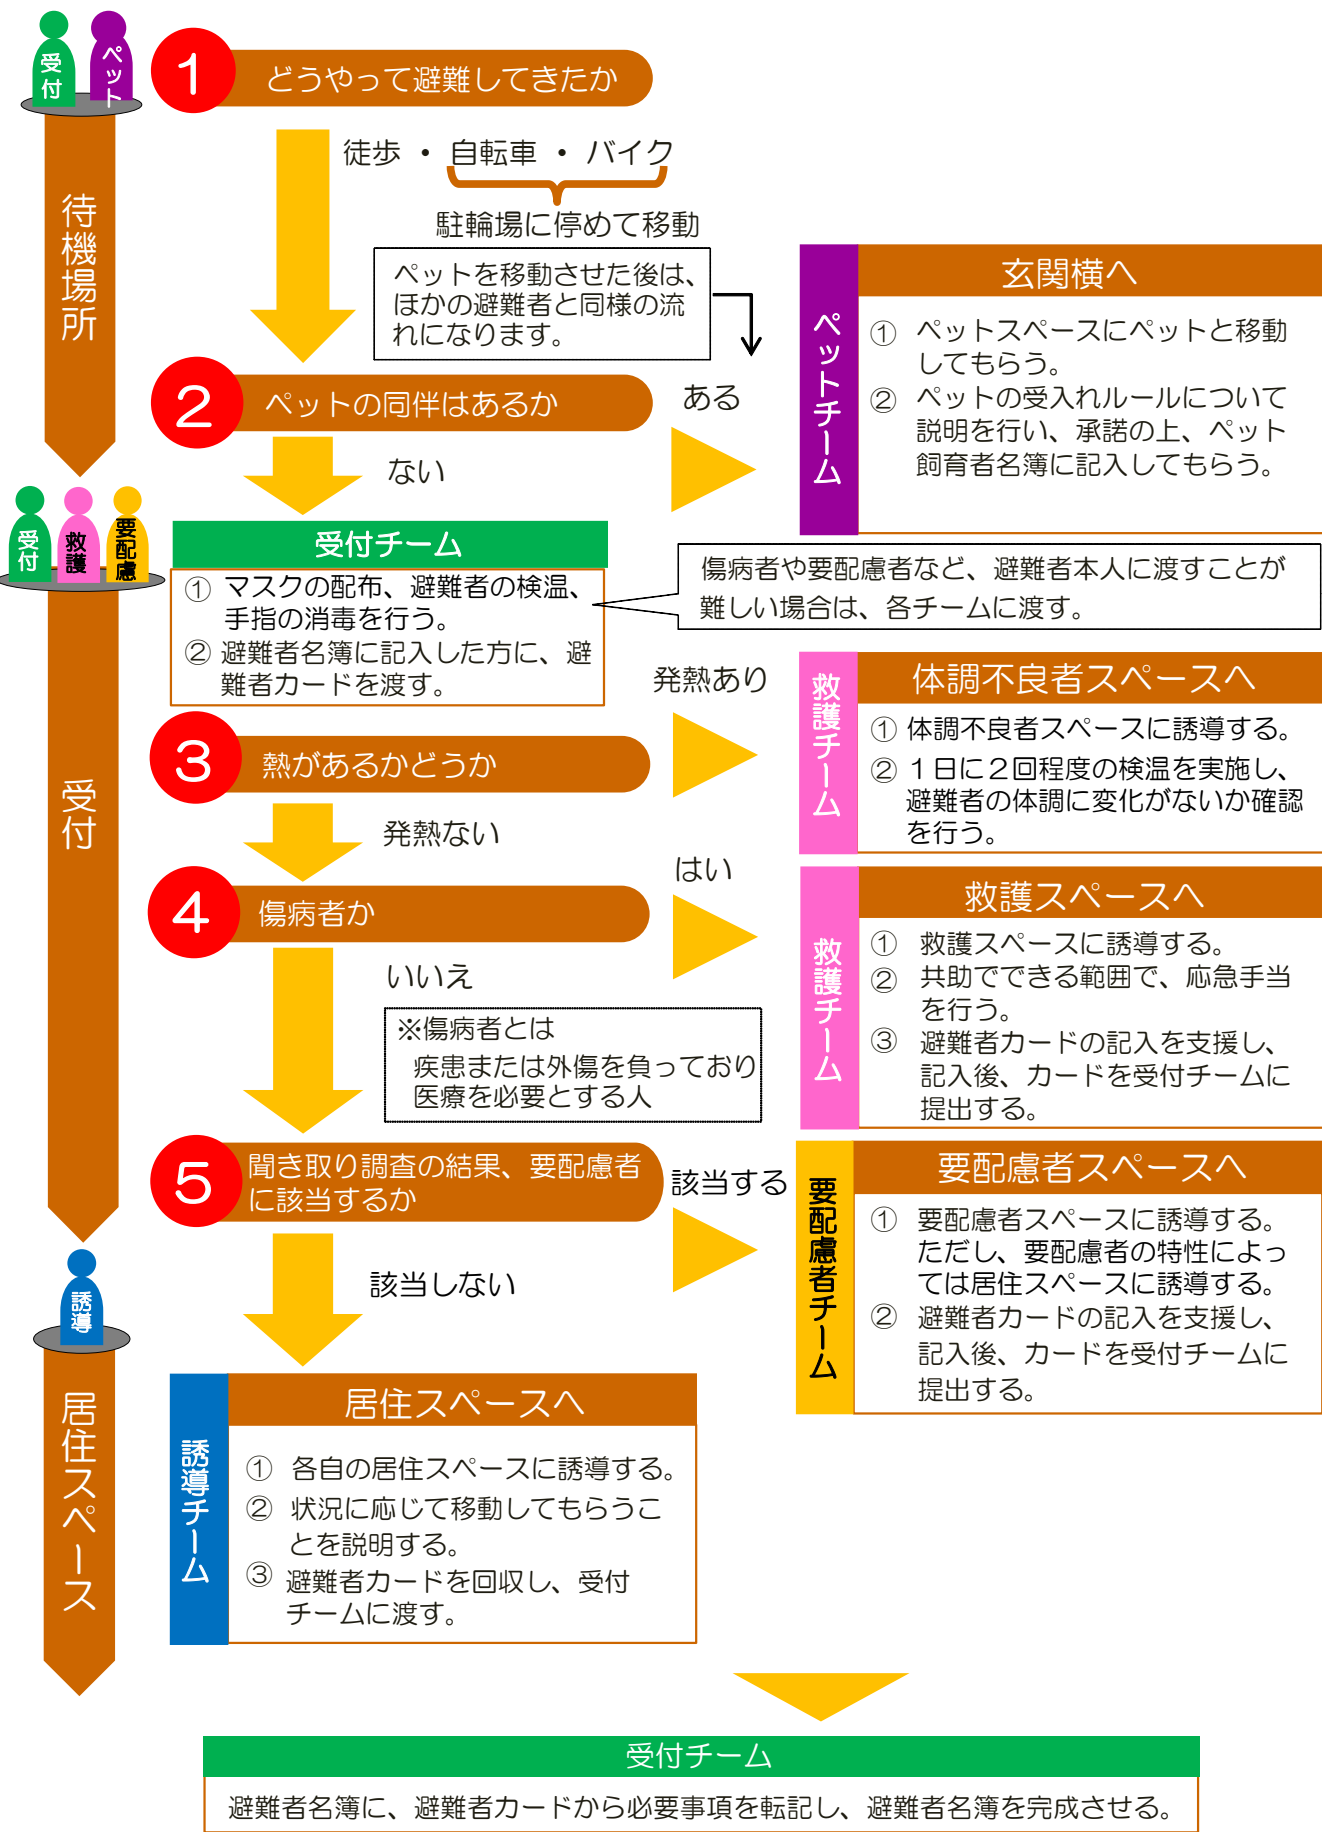 受付
ペット
1
どうやって避難してきたか
徒歩 ・ 自転車 ・ バイク
駐輪場に停めて移動
待機場所
ペットを移動させた後は、
ほかの避難者と同様の流
れになります。
2
ペットの同伴はあるか
ある
ない
ペットチーム
玄関横へ
① ペットスペースにペットと移動
してもらう。
② ペットの受入れルールについて
説明を行い、承諾の上、ペット
飼育者名簿に記入してもらう。
受付
救護
要配慮
受付チーム
① マスクの配布、避難者の検温、
手指の消毒を行う。
② 避難者名簿に記入した方に、避
難者カードを渡す。
傷病者や要配慮者など、避難者本人に渡すことが
難しい場合は、各チームに渡す。
受付
3
熱があるかどうか
発熱あり
発熱ない
救護チーム
体調不良者スペースへ
① 体調不良者スペースに誘導する。
② 1日に2回程度の検温を実施し、
避難者の体調に変化がないか確認
を行う。
4
傷病者か
はい
いいえ
※傷病者とは
疾患または外傷を負っており
医療を必要とする人
救護チーム
救護スペースへ
① 救護スペースに誘導する。
② 共助でできる範囲で、応急手当
を行う。
③ 避難者カードの記入を支援し、
記入後、カードを受付チームに
提出する。
5
聞き取り調査の結果、要配慮者
に該当するか
該当する
該当しない
要配慮者チーム
要配慮者スペースへ
① 要配慮者スペースに誘導する。
ただし、要配慮者の特性によっ
ては居住スペースに誘導する。
② 避難者カードの記入を支援し、
記入後、カードを受付チームに
提出する。
誘導
居住スペース
誘導チーム
居住スペースへ
① 各自の居住スペースに誘導する。
② 状況に応じて移動してもらうこ
とを説明する。
③ 避難者カードを回収し、受付
チームに渡す。
受付チーム
避難者名簿に、避難者カードから必要事項を転記し、避難者名簿を完成させる。